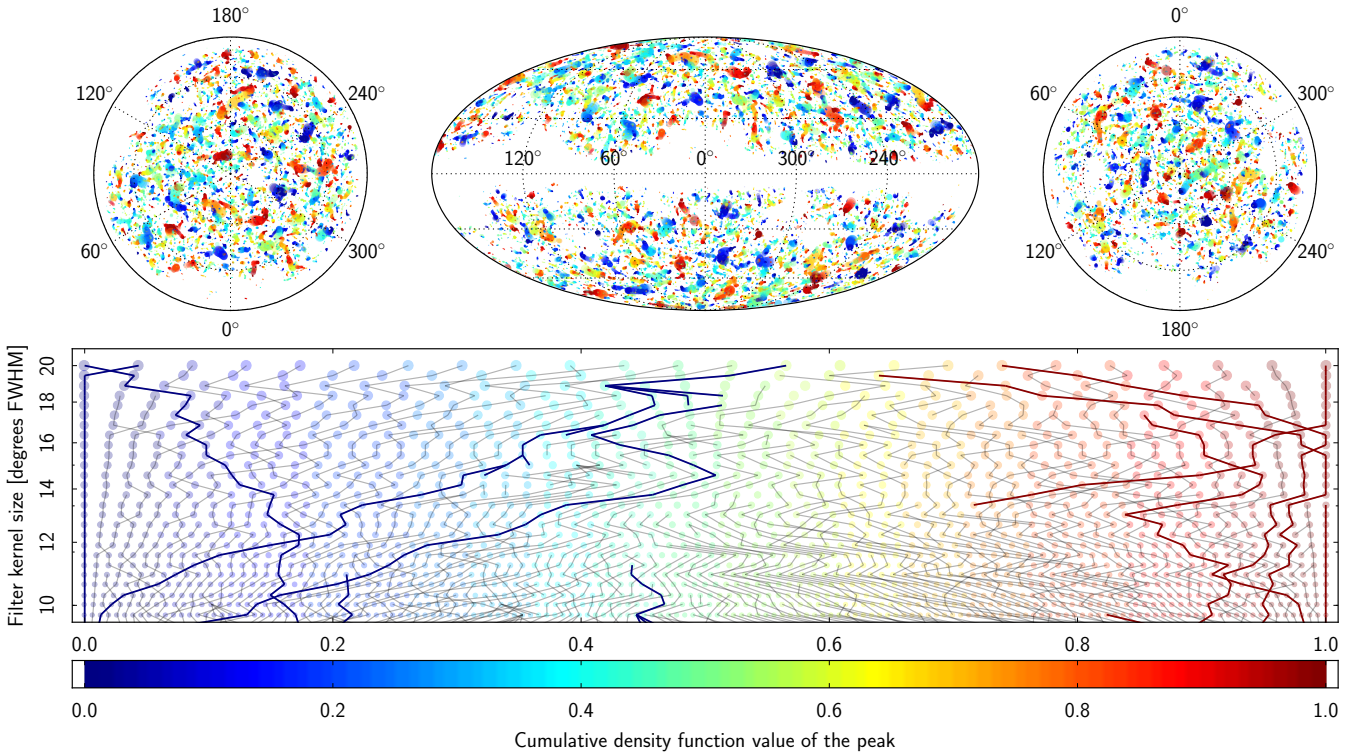 180° 0°
120° 240° 60° 300°
120° 60° 0° 300° 240°
60° 300° 120° 240°
0° 180°
Filter kernel size [degrees FWHM]
20
18
16
14
12
10
0.0 0.2 0.4 0.6 0.8 1.0
0.0 0.2 0.4 0.6 0.8 1.0
Cumulative density function value of the peak